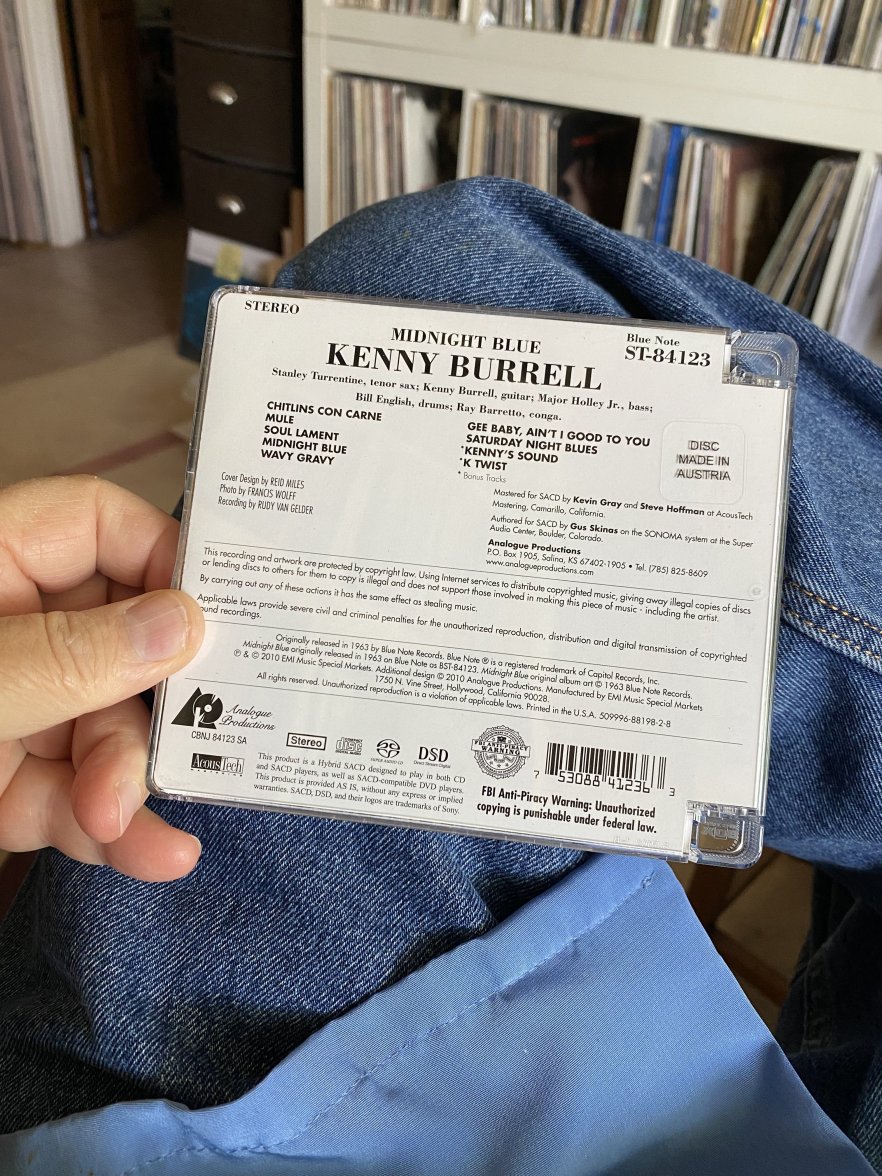 STEREO
MIDNIGHT BLUE
KENNY BURRELL
Blue Note
ST-84123
Stanley Turrentine, tenor sax; Kenny Burrell, guitar; Major Holley Jr., bass;
Bill English, drums; Ray Barretto, conga.
CHITLINS CON CARNE
MULE
SOUL LAMENT
MIDNIGHT BLUE
WAVY GRAVY
GEE BABY, AIN'T I GOOD TO YOU
SATURDAY NIGHT BLUES
*KENNY'S SOUND
*K TWIST
* Bonus Tracks
DISC
MADE IN
AUSTRIA
Cover Design by REID MILES
Photo by FRANCIS WOLFF
Recording by RUDY VAN GELDER
Mastered for SACD by Kevin Gray and Steve Hoffman at AcousTech
Mastering, Camarillo, California.
Authored for SACD by Gus Skinas on the SONOMA system at the Super
Audio Center, Boulder, Colorado.
Analogue Productions
P.O. Box 1905, Salina, KS 67402-1905 • Tel. (785) 825-8609
www.analogueproductions.com
This recording and artwork are protected by copyright law. Using Internet services to distribute copyrighted music, giving away illegal copies of discs
or lending discs to others for them to copy is illegal and does not support those involved in making this piece of music - including the artist.
By carrying out any of these actions it has the same effect as stealing music.
Applicable laws provide severe civil and criminal penalties for the unauthorized reproduction, distribution and digital transmission of copyrighted
ound recordings.
Originally released in 1963 by Blue Note Records. Blue Note ® is a registered trademark of Capitol Records, Inc.
Midnight Blue originally released in 1963 on Blue Note as BST-84123. Midnight Blue original album art © 1963 Blue Note Records.
℗ & © 2010 EMI Music Special Markets. Additional design © 2010 Analogue Productions. Manufactured by EMI Music Special Markets
1750 N. Vine Street, Hollywood, California 90028.
All rights reserved. Unauthorized reproduction is a violation of applicable laws. Printed in the U.S.A. 509996-88198-2-8
Analogue
Productions
CBNJ 84123 SA
AcousTech
Stereo
COMPACT
disc
DIGITAL AUDIO
SUPER AUDIO CD
DSD
Direct Stream Digital
This product is a Hybrid SACD designed to play in both CD
and SACD players, as well as SACD-compatible DVD players.
This product is provided AS IS, without any express or implied
warranties. SACD, DSD, and their logos are trademarks of Sony.
FBI ANTI-PIRACY
WARNING
FBI Anti-Piracy Warning: Unauthorized
copying is punishable under federal law.
7 53088 41236 3